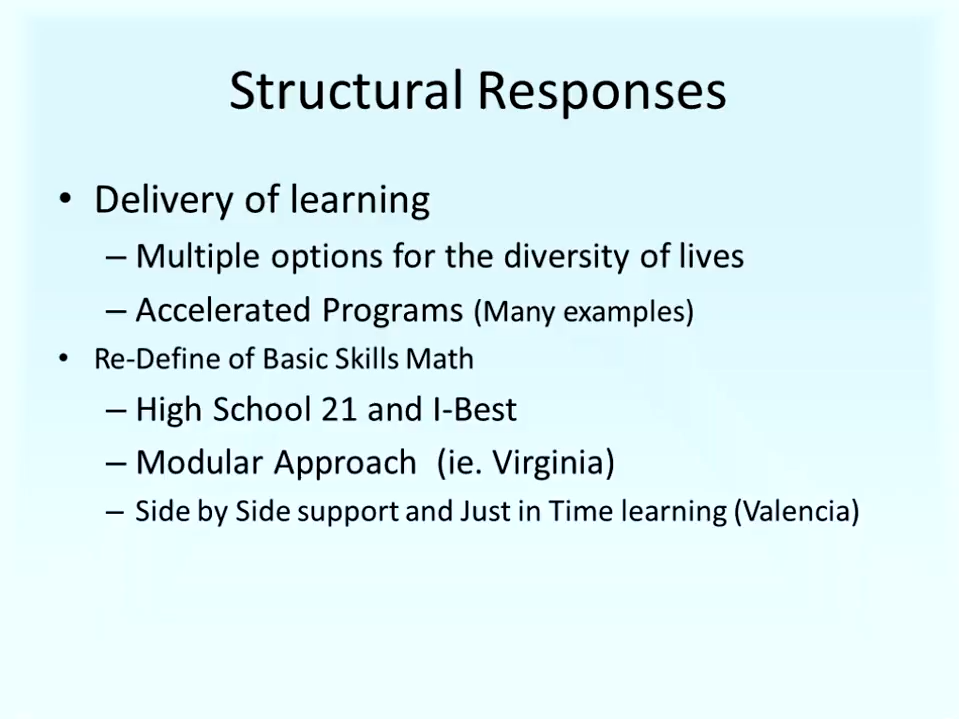 Structural Responses
• Delivery of learning
– Multiple options for the diversity of lives
– Accelerated Programs (Many examples)
• Re-Define of Basic Skills Math
– High School 21 and I-Best
– Modular Approach  (ie. Virginia)
– Side by Side support and Just in Time learning (Valencia)